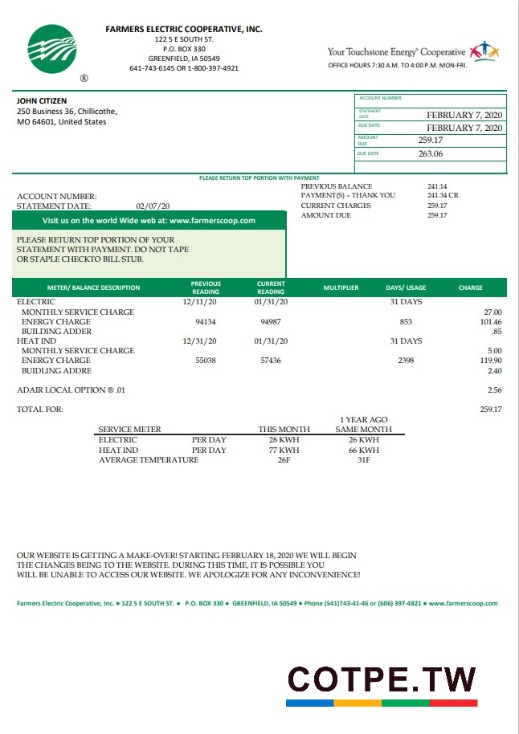 FARMERS ELECTRIC COOPERATIVE, INC.
122 5 E SOUTH ST.
P.O. BOX 330
GREENFIELD, IA 50549
641-743-6145 OR 1-800-397-4921
®
Your Touchstone Energy® Cooperative
OFFICE HOURS 7:30 A.M. TO 4:00 P.M. MON-FRI.
JOHN CITIZEN
250 Business 36, Chillicothe,
MO 64601, United States
ACCOUNT NUMBER
STATEMENT DATE FEBRUARY 7, 2020
DUE DATE FEBRUARY 7, 2020
AMOUNT DUE 259.17
DUE DATE 263.06
PLEASE RETURN TOP PORTION WITH PAYMENT
PREVIOUS BALANCE 241.14
PAYMENT(S) – THANK YOU 241.34 CR
CURRENT CHARGES 259.17
AMOUNT DUE 259.17
ACCOUNT NUMBER:
STATEMENT DATE: 02/07/20
Visit us on the world Wide web at: www.farmerscoop.com
PLEASE RETURN TOP PORTION OF YOUR
STATEMENT WITH PAYMENT. DO NOT TAPE
OR STAPLE CHECKTO BILL STUB.
METER/ BALANCE DESCRIPTION PREVIOUS READING CURRENT READING MULTIPLIER DAYS/ USAGE CHARGE
ELECTRIC 12/11/20 01/31/20 31 DAYS
MONTHLY SERVICE CHARGE 27.00
ENERGY CHARGE 94134 94987 853 101.46
BUILDING ADDER .85
HEAT IND 12/31/20 01/31/20 31 DAYS
MONTHLY SERVICE CHARGE 5.00
ENERGY CHARGE 55038 57436 2398 119.90
BUIDLING ADDRE 2.40
ADAIR LOCAL OPTION ® .01 2.56
TOTAL FOR: 259.17
1 YEAR AGO
SERVICE METER THIS MONTH SAME MONTH
ELECTRIC PER DAY 28 KWH 26 KWH
HEAT IND PER DAY 77 KWH 66 KWH
AVERAGE TEMPERATURE 26F 31F
OUR WEBSITE IS GETTING A MAKE-OVER! STARTING FEBRUARY 18, 2020 WE WILL BEGIN
THE CHANGES BEING TO THE WEBSITE. DURING THIS TIME, IT IS POSSIBLE YOU
WILL BE UNABLE TO ACCESS OUR WEBSITE. WE APOLOGIZE FOR ANY INCONVENIENCE!
Farmers Electric Cooperative, Inc. ● 122 5 E SOUTH ST. ● P.O. BOX 330 ● GREENFIELD, IA 50549 ● Phone (541)743-41-46 or (606) 397-4821 ● www.farmerscoop.com
COTPE.TW